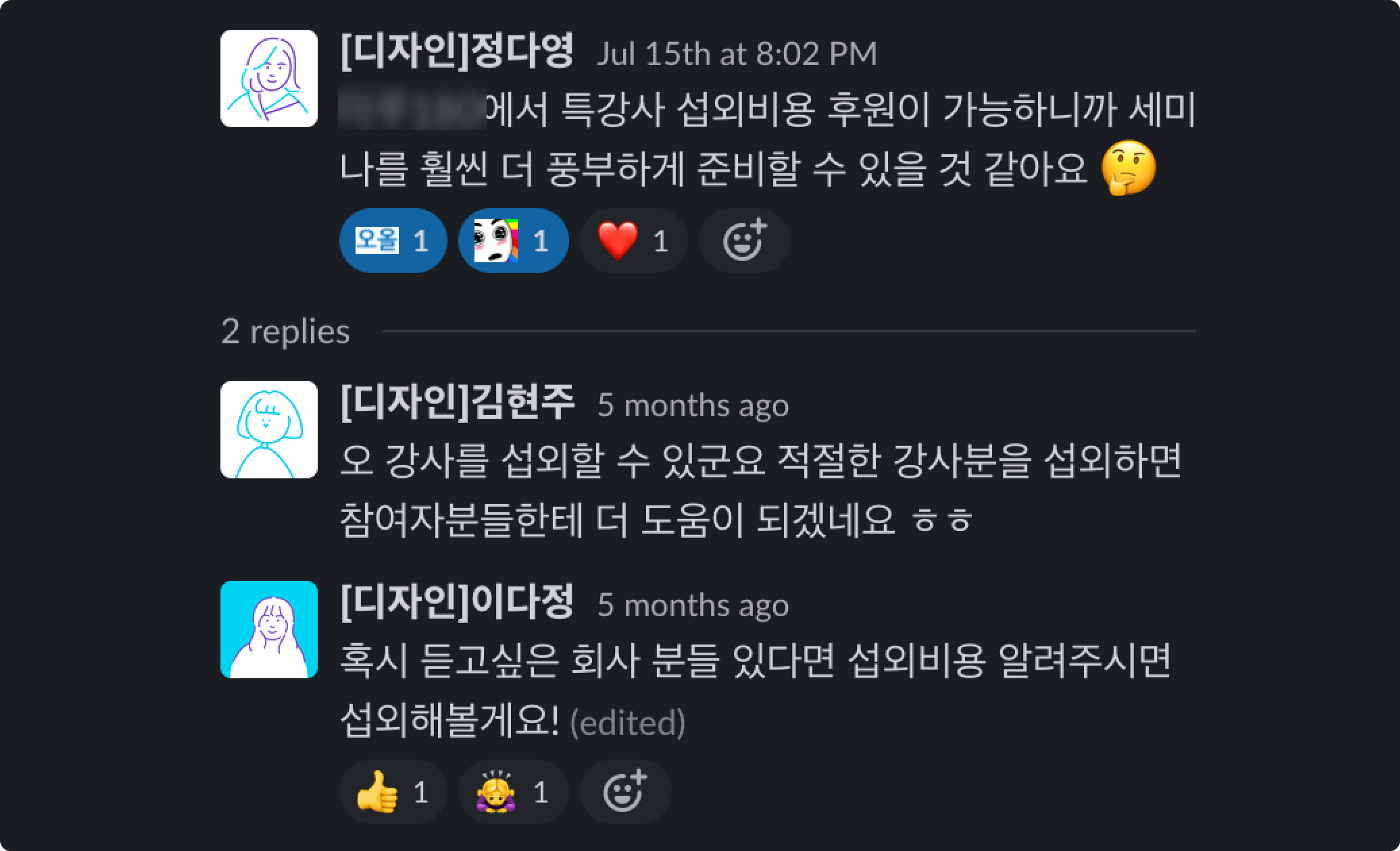 [디자인]정다영 Jul 15th at 8:02 PM
에서 특강사 섭외비용 후원이 가능하니까 세미
나를 훨씬 더 풍부하게 준비할 수 있을 것 같아요
오올 1 1 1
2 replies
[디자인]김현주 5 months ago
오 강사를 섭외할 수 있군요 적절한 강사분을 섭외하면
참여자분들한테 더 도움이 되겠네요 ㅎㅎ
[디자인]이다정 5 months ago
혹시 듣고싶은 회사 분들 있다면 섭외비용 알려주시면
섭외해볼게요! (edited)
1 1